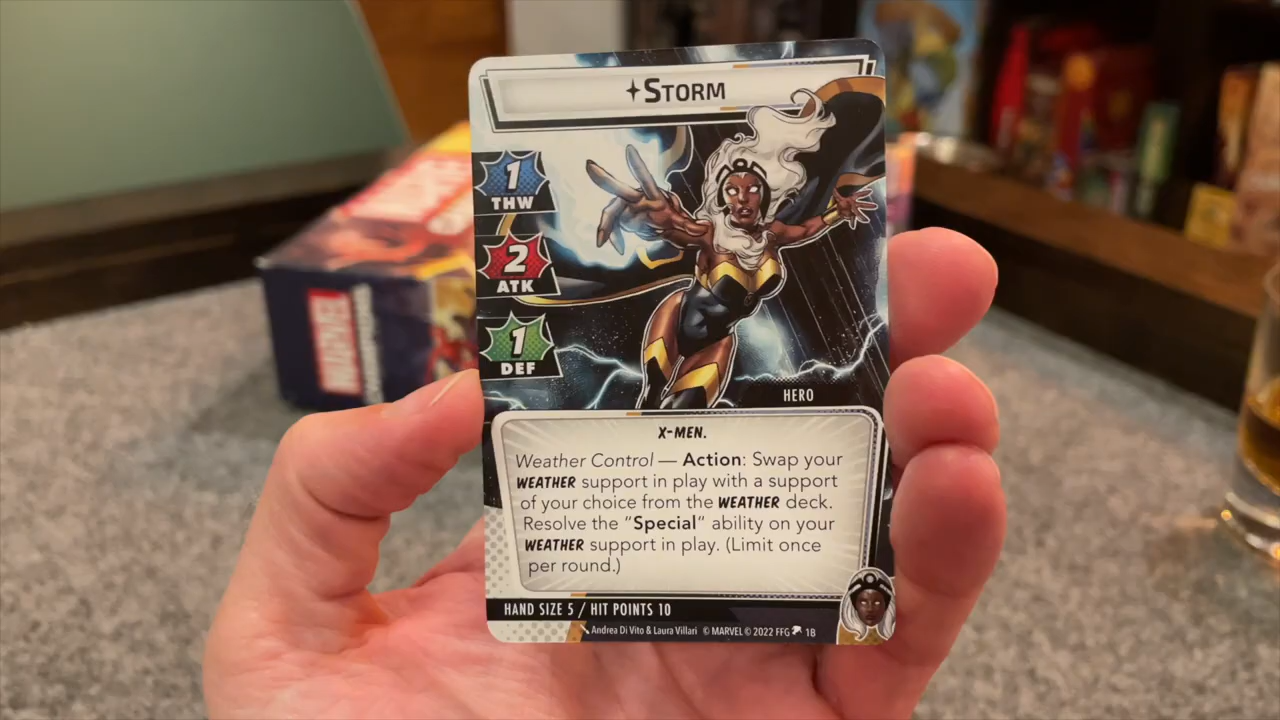 STORM
1
THW
2
ATK
1
DEF
HERO
X-MEN.
Weather Control — Action: Swap your
WEATHER support in play with a support
of your choice from the WEATHER deck.
Resolve the "Special" ability on your
WEATHER support in play. (Limit once
per round.)
HAND SIZE 5 / HIT POINTS 10
Andrea Di Vito & Laura Villari © MARVEL © 2022 FFG 1B
MARVEL